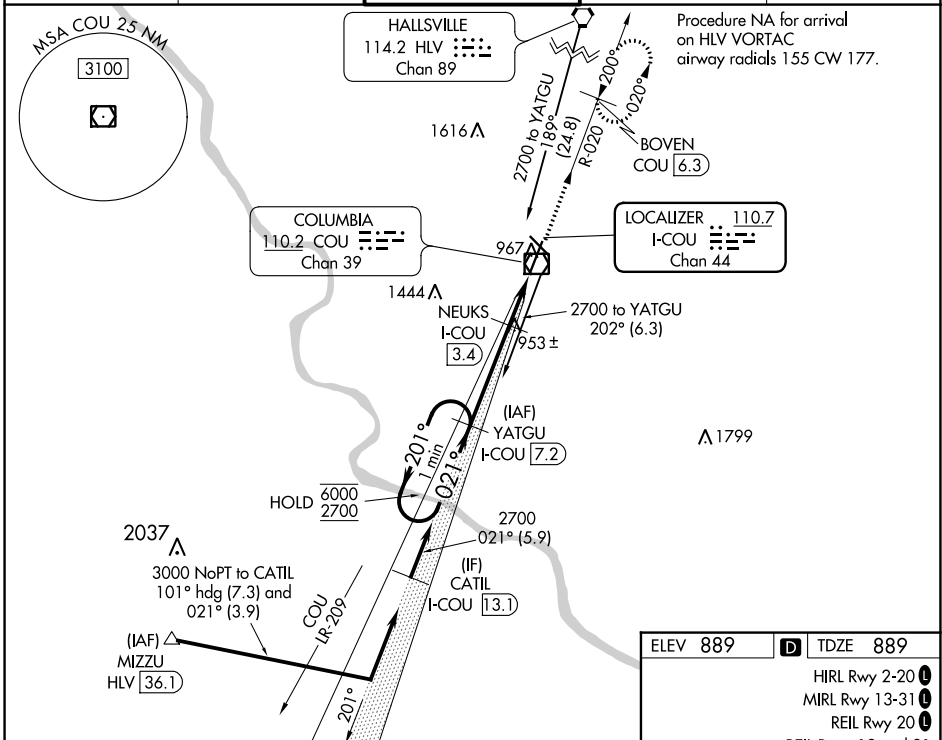 MSA COU 25 NM
3100
HALLSVILLE
114.2 HLV
Chan 89
Procedure NA for arrival
on HLV VORTAC
airway radials 155 CW 177.
2700 to YATGU
189°
(24.8)
200°
020°
R-020
1616
BOVEN
COU 6.3
COLUMBIA
110.2 COU
Chan 39
967
LOCALIZER 110.7
I-COU
Chan 44
1444
NEUKS
I-COU
3.4
2700 to YATGU
202° (6.3)
953 ±
(IAF)
YATGU
I-COU 7.2
1799
201°
1 min
021°
HOLD 6000
2700
2700
021° (5.9)
2037
3000 NoPT to CATIL
101° hdg (7.3) and
021° (3.9)
(IF)
CATIL
I-COU 13.1
COU
LR-209
(IAF)
MIZZU
HLV 36.1
201°
ELEV 889 D TDZE 889
HIRL Rwy 2-20 L
MIRL Rwy 13-31 L
REIL Rwy 20 L